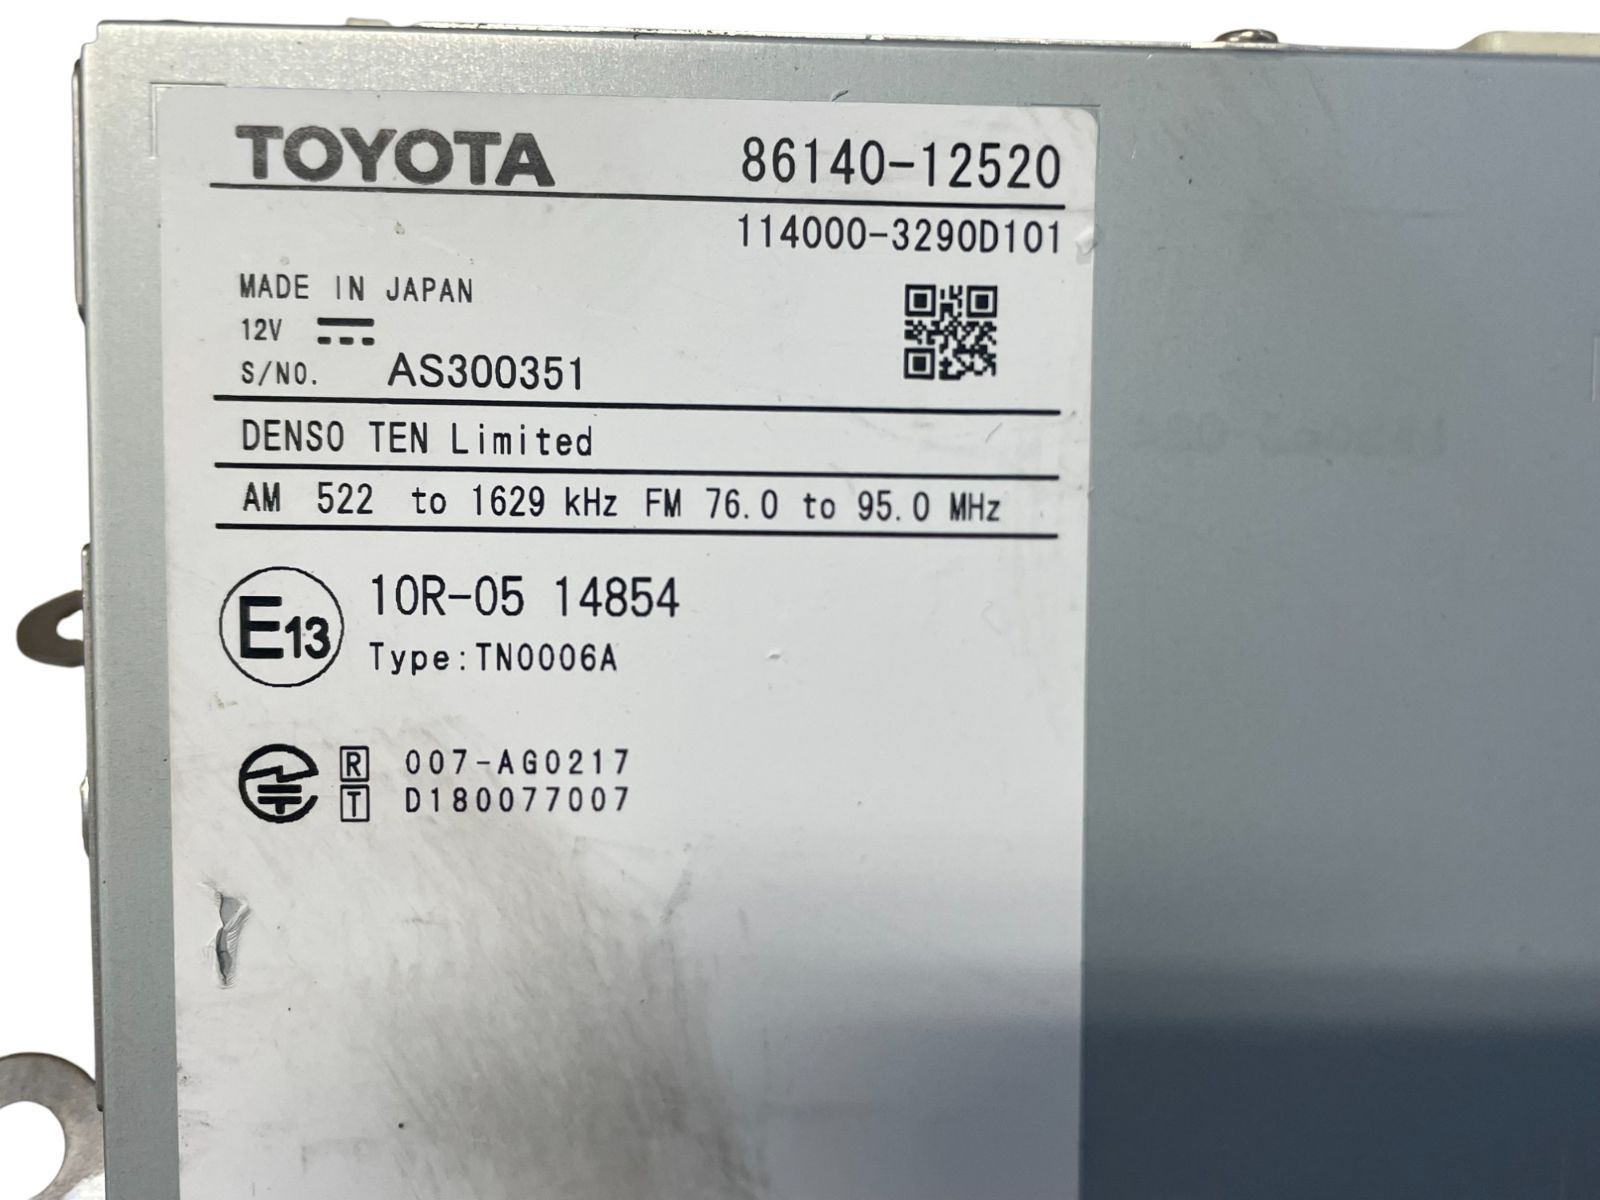 TOYOTA 86140-12520
114000-3290D101
MADE IN JAPAN
12V
S/NO. AS300351
DENSO TEN Limited
AM 522 to 1629 kHz FM 76.0 to 95.0 MHz
E13 10R-05 14854
Type:TN0006A
R 007-AG0217
T D180077007